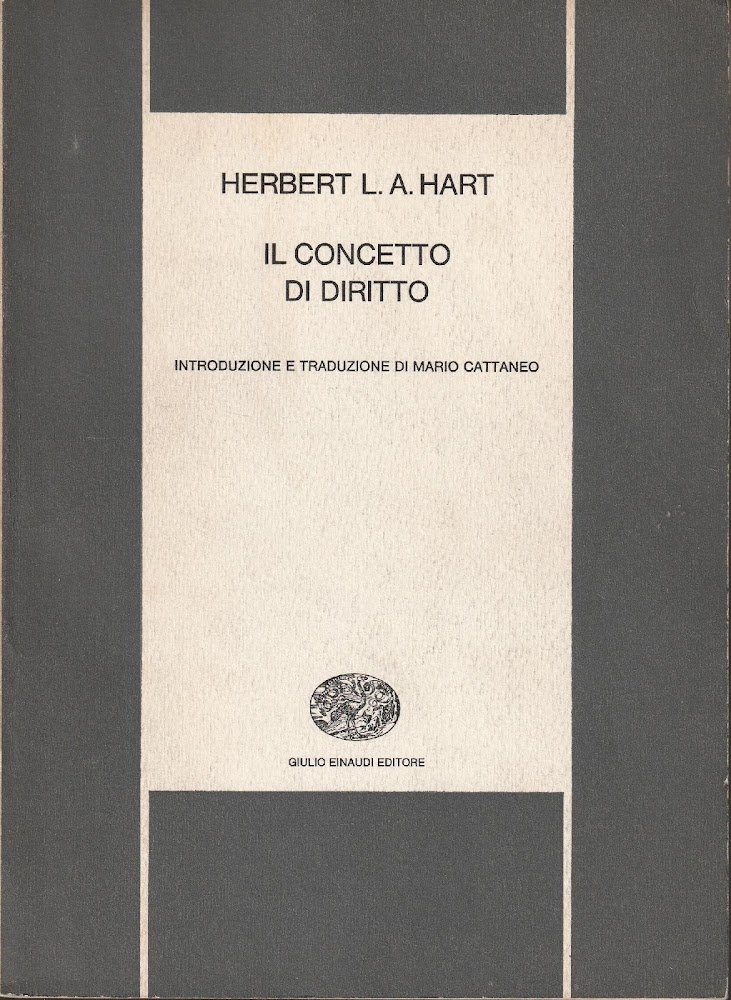 HERBERT L. A. HART
IL CONCETTO
DI DIRITTO
INTRODUZIONE E TRADUZIONE DI MARIO CATTANEO
GIULIO EINAUDI EDITORE